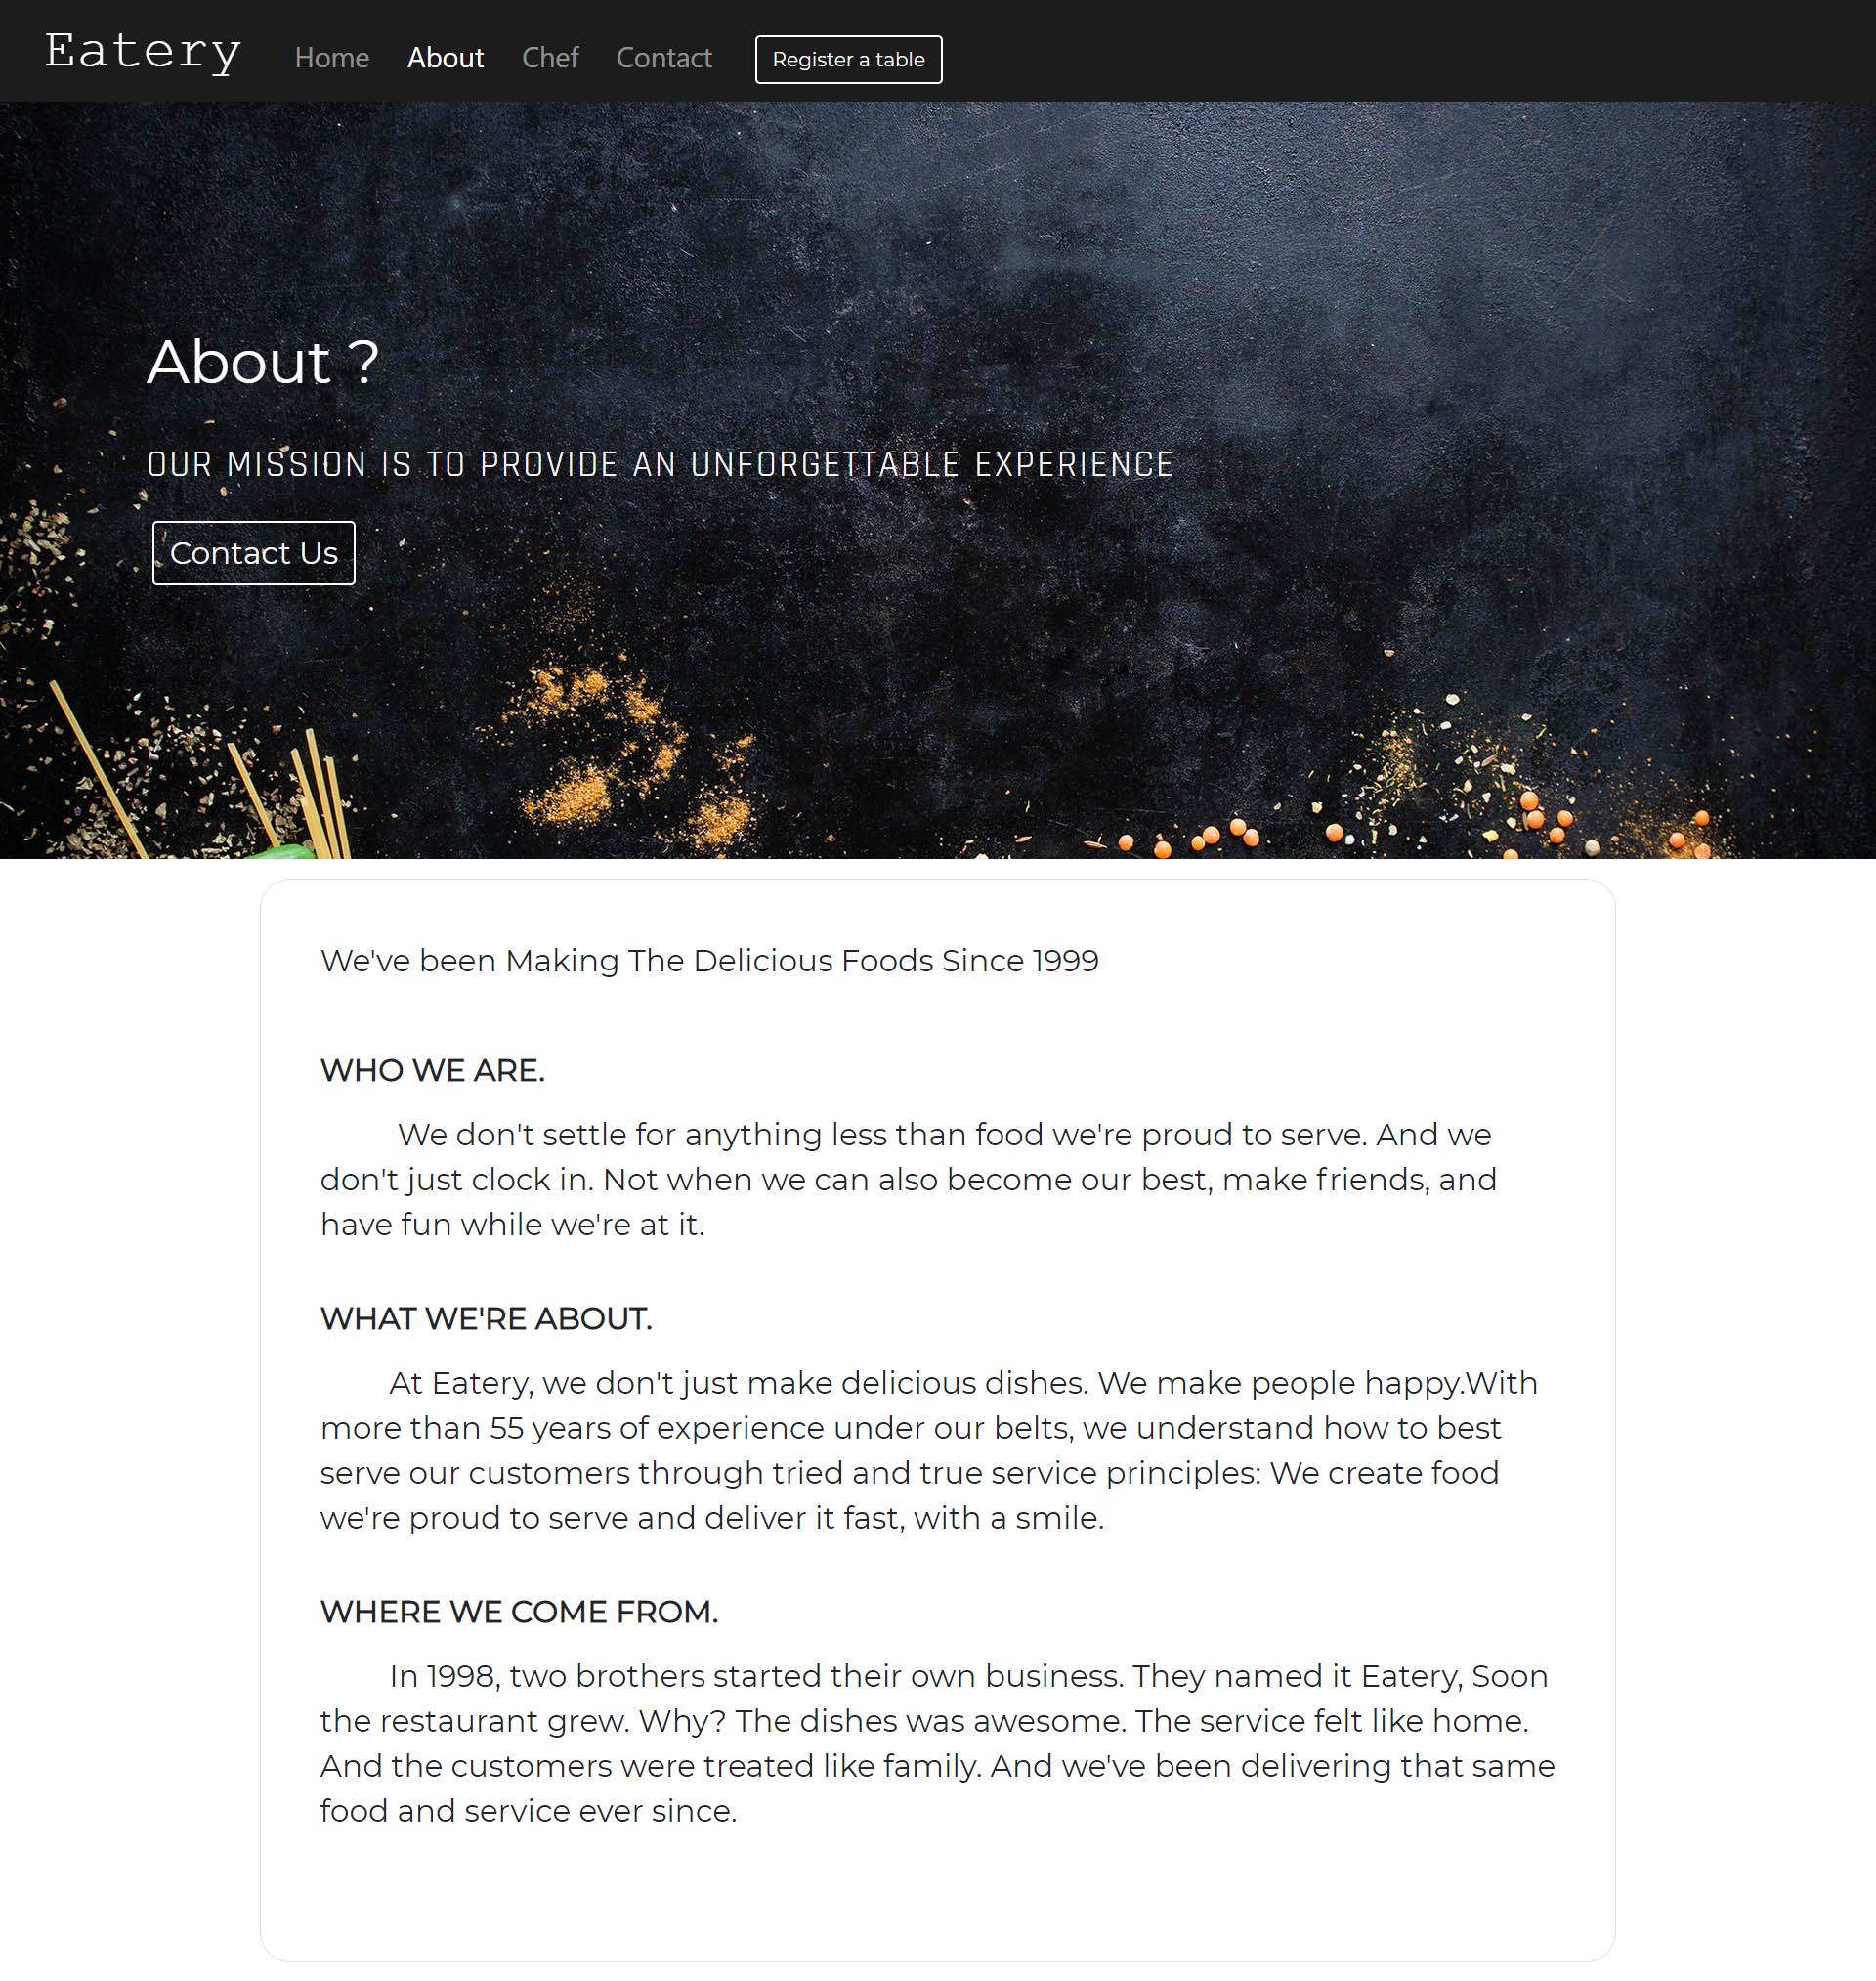 Eatery Home About Chef Contact Register a table
About ?
OUR MISSION IS TO PROVIDE AN UNFORGETTABLE EXPERIENCE
Contact Us
We've been Making The Delicious Foods Since 1999
WHO WE ARE.
We don't settle for anything less than food we're proud to serve. And we
don't just clock in. Not when we can also become our best, make friends, and
have fun while we're at it.
WHAT WE'RE ABOUT.
At Eatery, we don't just make delicious dishes. We make people happy.With
more than 55 years of experience under our belts, we understand how to best
serve our customers through tried and true service principles: We create food
we're proud to serve and deliver it fast, with a smile.
WHERE WE COME FROM.
In 1998, two brothers started their own business. They named it Eatery, Soon
the restaurant grew. Why? The dishes was awesome. The service felt like home.
And the customers were treated like family. And we've been delivering that same
food and service ever since.